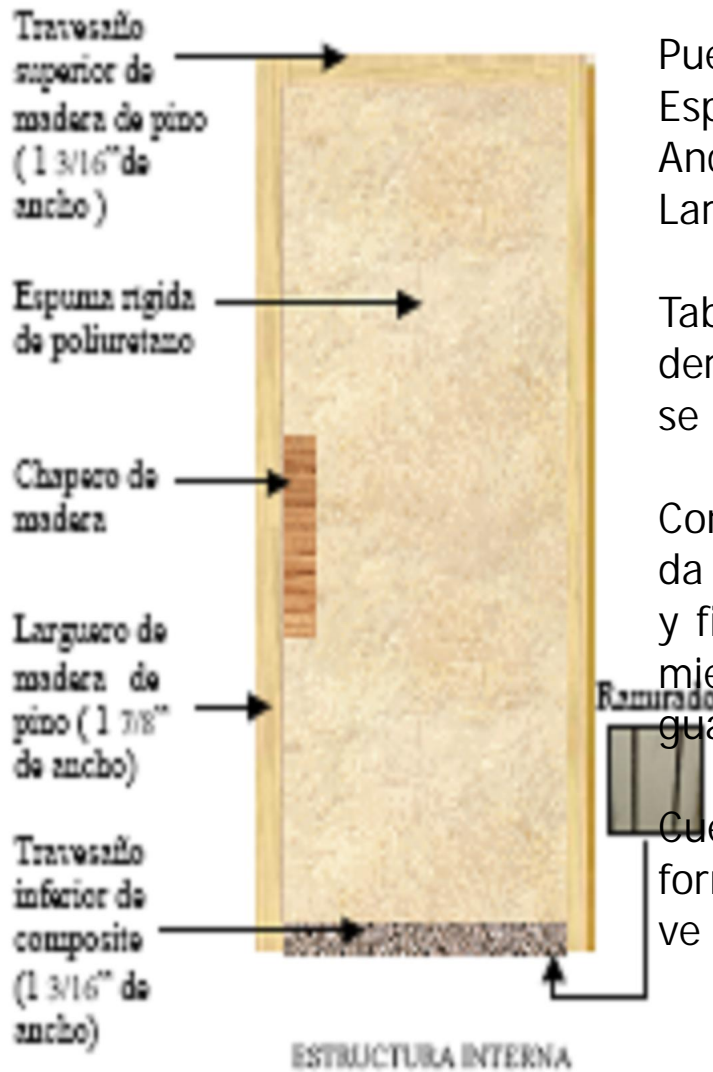 Travesaño
superior de
madera de pino
( 1 3/16” de
ancho )
Espuma rígida
de poliuretano
Chapero de
madera
Larguero de
madera de
pino ( 1 7/8”
de ancho)
Travesaño
inferior de
composite
(1 3/16” de
ancho)
ESTRUCTURA INTERNA
Ranurado
Pue
Esp
Anc
Lar
Tab
den
se
Con
da
y fi
mie
gua
Cue
for
ve